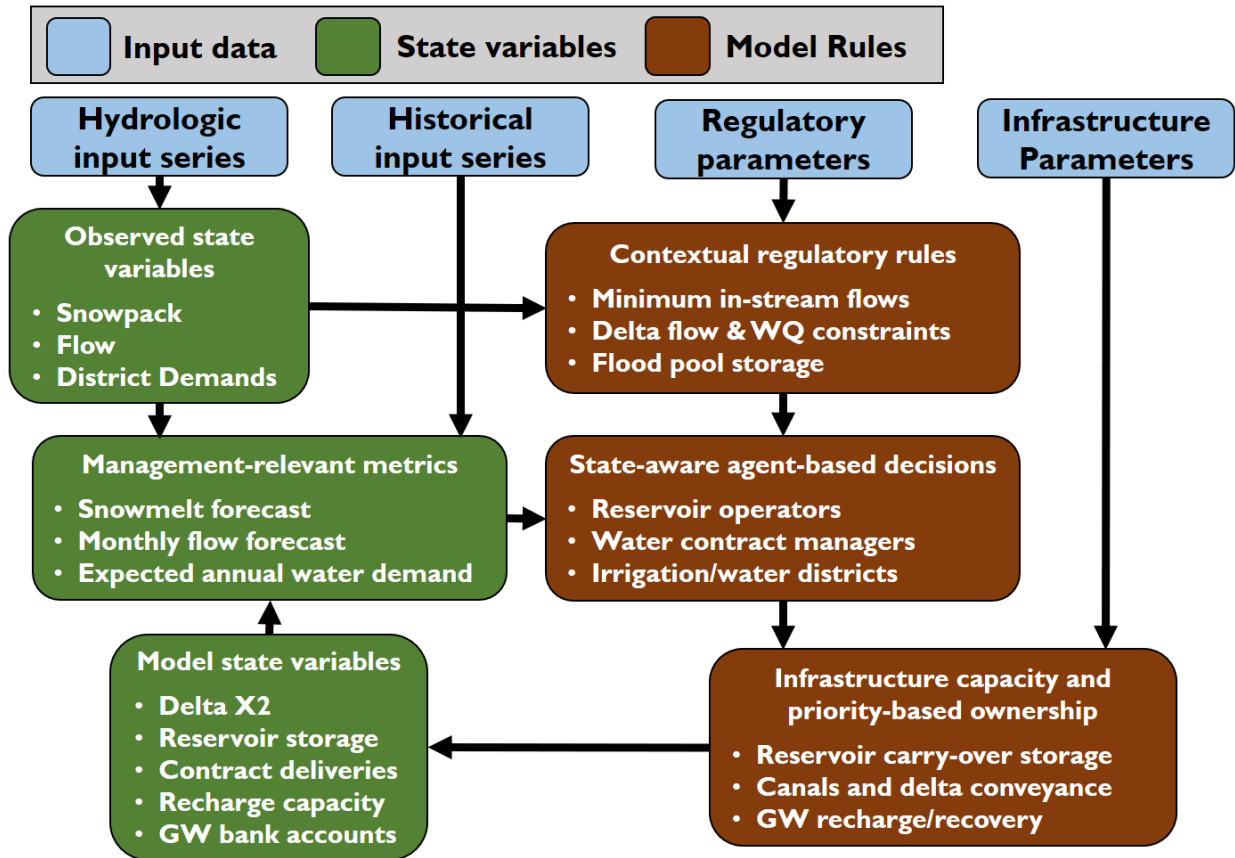 Input data
State variables
Model Rules
Hydrologic
input series
Historical
input series
Regulatory
parameters
Infrastructure
Parameters
Observed state
variables
• Snowpack
• Flow
• District Demands
Contextual regulatory rules
• Minimum in-stream flows
• Delta flow & WQ constraints
• Flood pool storage
Management-relevant metrics
• Snowmelt forecast
• Monthly flow forecast
• Expected annual water demand
State-aware agent-based decisions
• Reservoir operators
• Water contract managers
• Irrigation/water districts
Model state variables
• Delta X2
• Reservoir storage
• Contract deliveries
• Recharge capacity
• GW bank accounts
Infrastructure capacity and
priority-based ownership
• Reservoir carry-over storage
• Canals and delta conveyance
• GW recharge/recovery